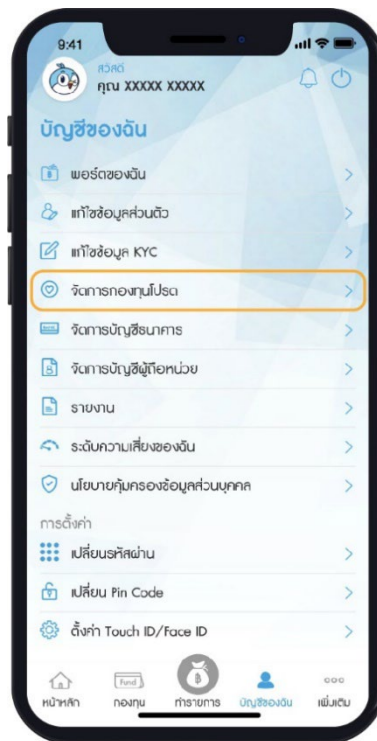 9:41
สวัสดี
คุณ XXXXX XXXXX
บัญชีของฉัน
พอร์ตของฉัน
แก้ไขข้อมูลส่วนตัว
แก้ไขข้อมูล KYC
จัดการกองทุนโปรด
จัดการบัญชีธนาคาร
จัดการบัญชีผู้ถือหน่วย
รายงาน
ระดับความเสี่ยงของฉัน
นโยบายคุ้มครองข้อมูลส่วนบุคคล
การตั้งค่า
เปลี่ยนรหัสผ่าน
เปลี่ยน Pin Code
ตั้งค่า Touch ID/Face ID
Fund
หน้าหลัก กองทุน ทำรายการ บัญชีของฉัน เพิ่มเติม